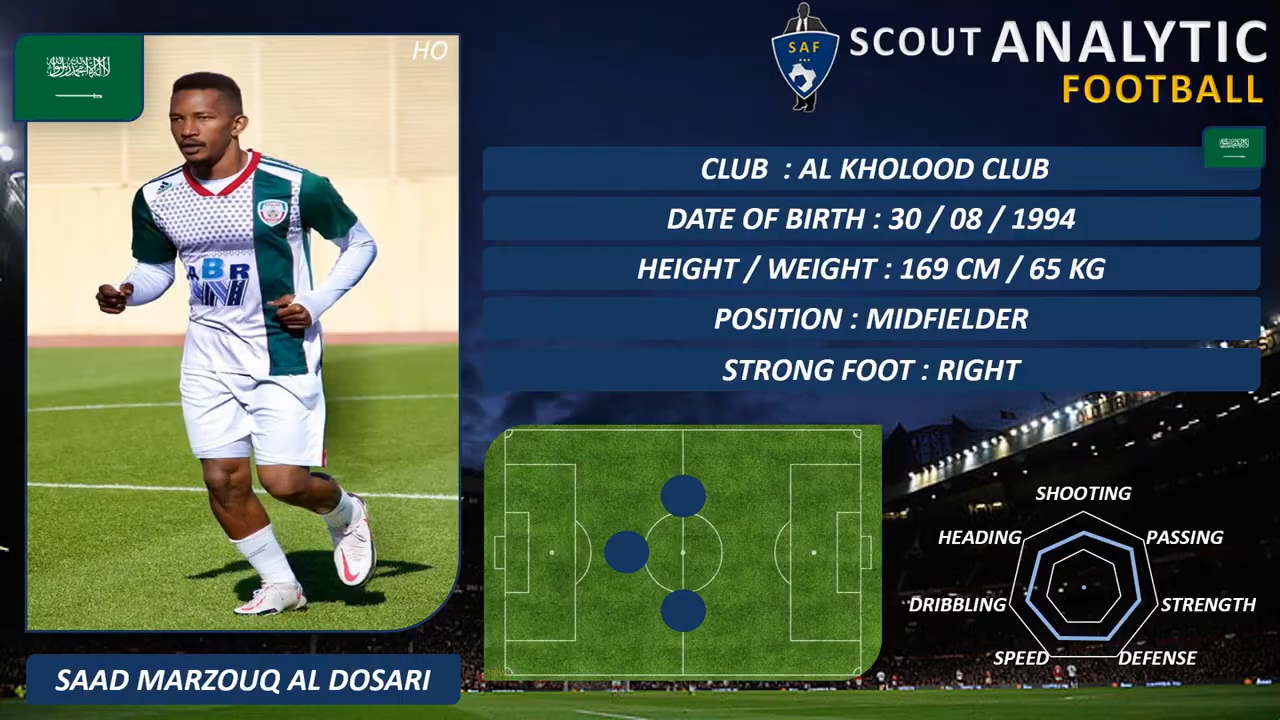 HO
SAF
SCOUT ANALYTIC
FOOTBALL
CLUB : AL KHOLOOD CLUB
DATE OF BIRTH : 30 / 08 / 1994
HEIGHT / WEIGHT : 169 CM / 65 KG
POSITION : MIDFIELDER
STRONG FOOT : RIGHT
ABR
SHOOTING
HEADING
PASSING
DRIBBLING
STRENGTH
SPEED
DEFENSE
SAAD MARZOUQ AL DOSARI